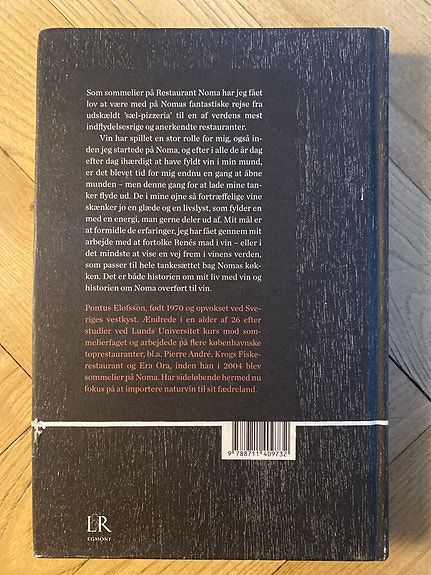 Som sommelier på Restaurant Noma har jeg fået
lov at være med på Nomas fantastiske rejse fra
udskældt ’sæl-pizzeria’ til en af verdens mest
indflydelsesrige og anerkendte restauranter.
Vin har spillet en stor rolle for mig, også in-
den jeg startede på Noma, og efter i alle de år dag
efter dag ihærdigt at have fyldt vin i min mund,
er det blevet tid for mig endnu en gang at åbne
munden – men denne gang for at lade mine tan-
ker flyde ud. De i mine øjne så fortræffelige vine
skænker jo en glæde og en livslyst, som fylder en
med en energi, man gerne deler ud af. Mit mål er
at formidle de erfaringer, jeg har fået gennem mit
arbejde med at fortolke Renés mad i vin – eller i
det mindste at vise en vej frem i vinens verden,
som passer til hele tankesættet bag Nomas køk-
ken. Det er både historien om mit liv med vin og
historien om Noma overført til vin.
Pontus Elofsson, født 1970 og opvokset ved Sve-
riges vestkyst. Ændrede i en alder af 26 efter
studier ved Lunds Universitet kurs mod som-
melierfaget og arbejdede på flere københavnske
toprestauranter, bl.a. Pierre André, Krogs Fiske-
restaurant og Era Ora, inden han i 2004 blev
sommelier på Noma. Har sideløbende hermed nu
fokus på at importere naturvin til sit fædreland.
9 788711 409732
LR
EGMONT